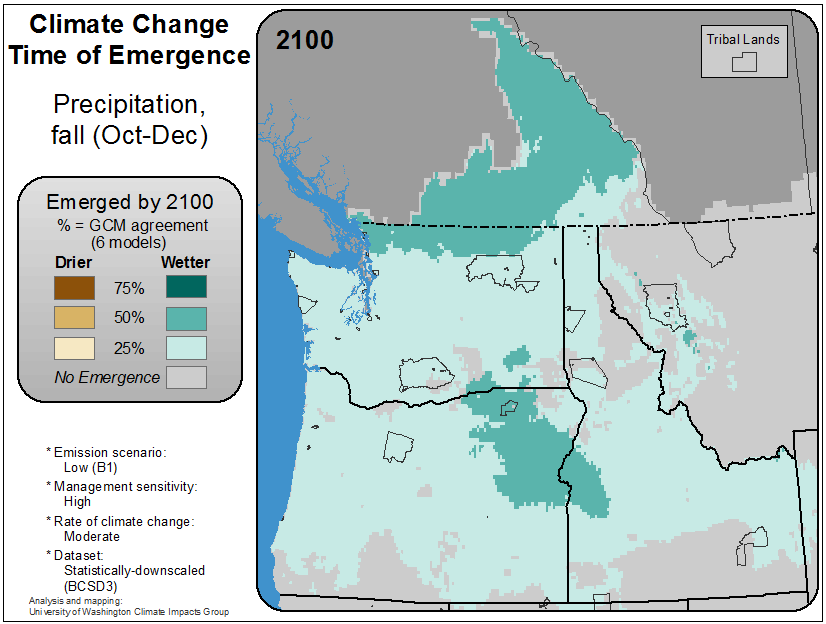 Climate Change
Time of Emergence
Precipitation,
fall (Oct-Dec)
Emerged by 2100
% = GCM agreement
(6 models)
Drier Wetter
75%
50%
25%
No Emergence
* Emission scenario:
Low (B1)
* Management sensitivity:
High
* Rate of climate change:
Moderate
* Dataset:
Statistically-downscaled
(BCSD3)
Analysis and mapping:
University of Washington Climate Impacts Group
2100
Tribal Lands